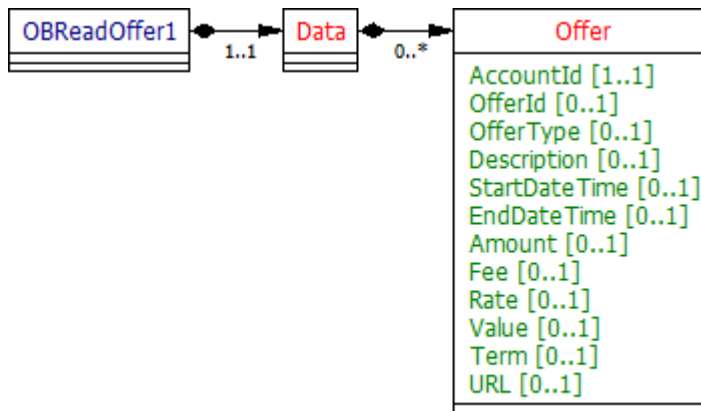 OBReadOffer1
1..1
Data
0..*
Offer
AccountId [1..1]
OfferId [0..1]
OfferType [0..1]
Description [0..1]
StartDateTime [0..1]
EndDateTime [0..1]
Amount [0..1]
Fee [0..1]
Rate [0..1]
Value [0..1]
Term [0..1]
URL [0..1]